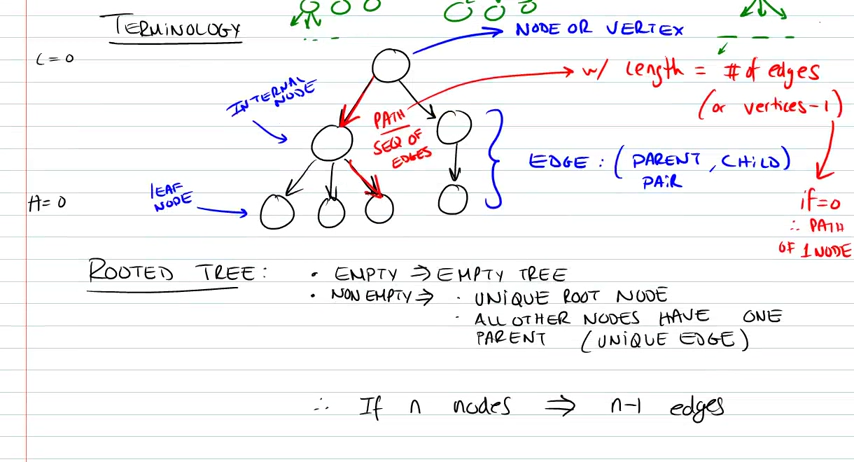 TERMINOLOGY
NODE OR VERTEX
L=0
w/ length = # of edges
(or vertices-1)
INTERNAL
NODE
PATH
SEQ OF
EDGES
EDGE : (PARENT, CHILD)
PAIR
LEAF
NODE
H=0
if=0
∴ PATH
OF 1 NODE
ROOTED TREE:
• EMPTY ⇒ EMPTY TREE
• NON EMPTY ⇒ • UNIQUE ROOT NODE
• ALL OTHER NODES HAVE ONE
PARENT (UNIQUE EDGE)
∴ If n nodes ⇒ n-1 edges